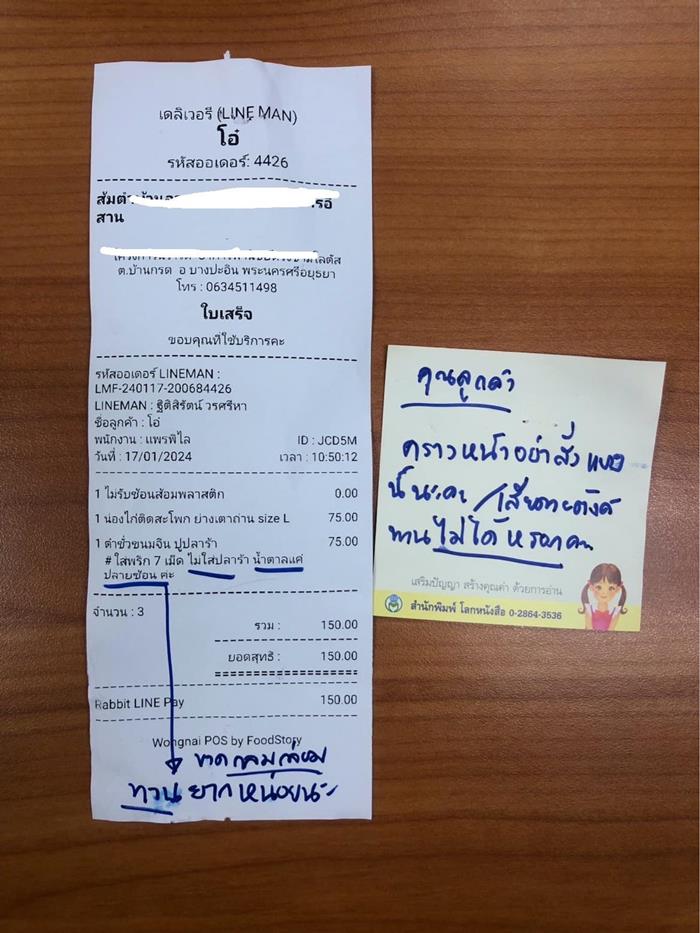 เดลิเวอรี (LINE MAN)
โอ๋
รหัสออเดอร์: 4426
ส้มตำ
รอี
สาน
ต.บ้านกรด อ บางปะอิน พระนครศรีอยุธยา
โทร : 0634511498
ใบเสร็จ
ขอบคุณที่ใช้บริการคะ
รหัสออเดอร์ LINEMAN :
LMF-240117-200684426
LINEMAN : ฐิติสิรัตน์ วรศรีหา
ชื่อลูกค้า : โอ๋
พนักงาน : แพรพิไล ID : JCD5M
วันที่ : 17/01/2024 เวลา : 10:50:12
1 ไม่รับช้อนส้อมพลาสติก 0.00
1 น่องไก่ติดสะโพก ย่างเตาถ่าน size L 75.00
1 ตำซั่วขนมจีน ปูปลาร้า 75.00
# ใส่พริก 7 เม็ด ไม่ใส่ปลาร้า น้ำตาลแค่
ปลายช้อน ค่ะ
จำนวน : 3
รวม : 150.00
ยอดสุทธิ : 150.00
Rabbit LINE Pay 150.00
Wongnai POS by FoodStory
ขาดกลมกล่อม
ทานยากหน่อยนะ
คุณลูกค้า
คราวหน้าอย่าสั่งแบบ
นี้นะคะ / เสียดายตังค์
ทานไม่ได้หรอกคะ
เสริมปัญญา สร้างคุณค่า ด้วยการอ่าน
สำนักพิมพ์ โลกหนังสือ 0-2864-3536